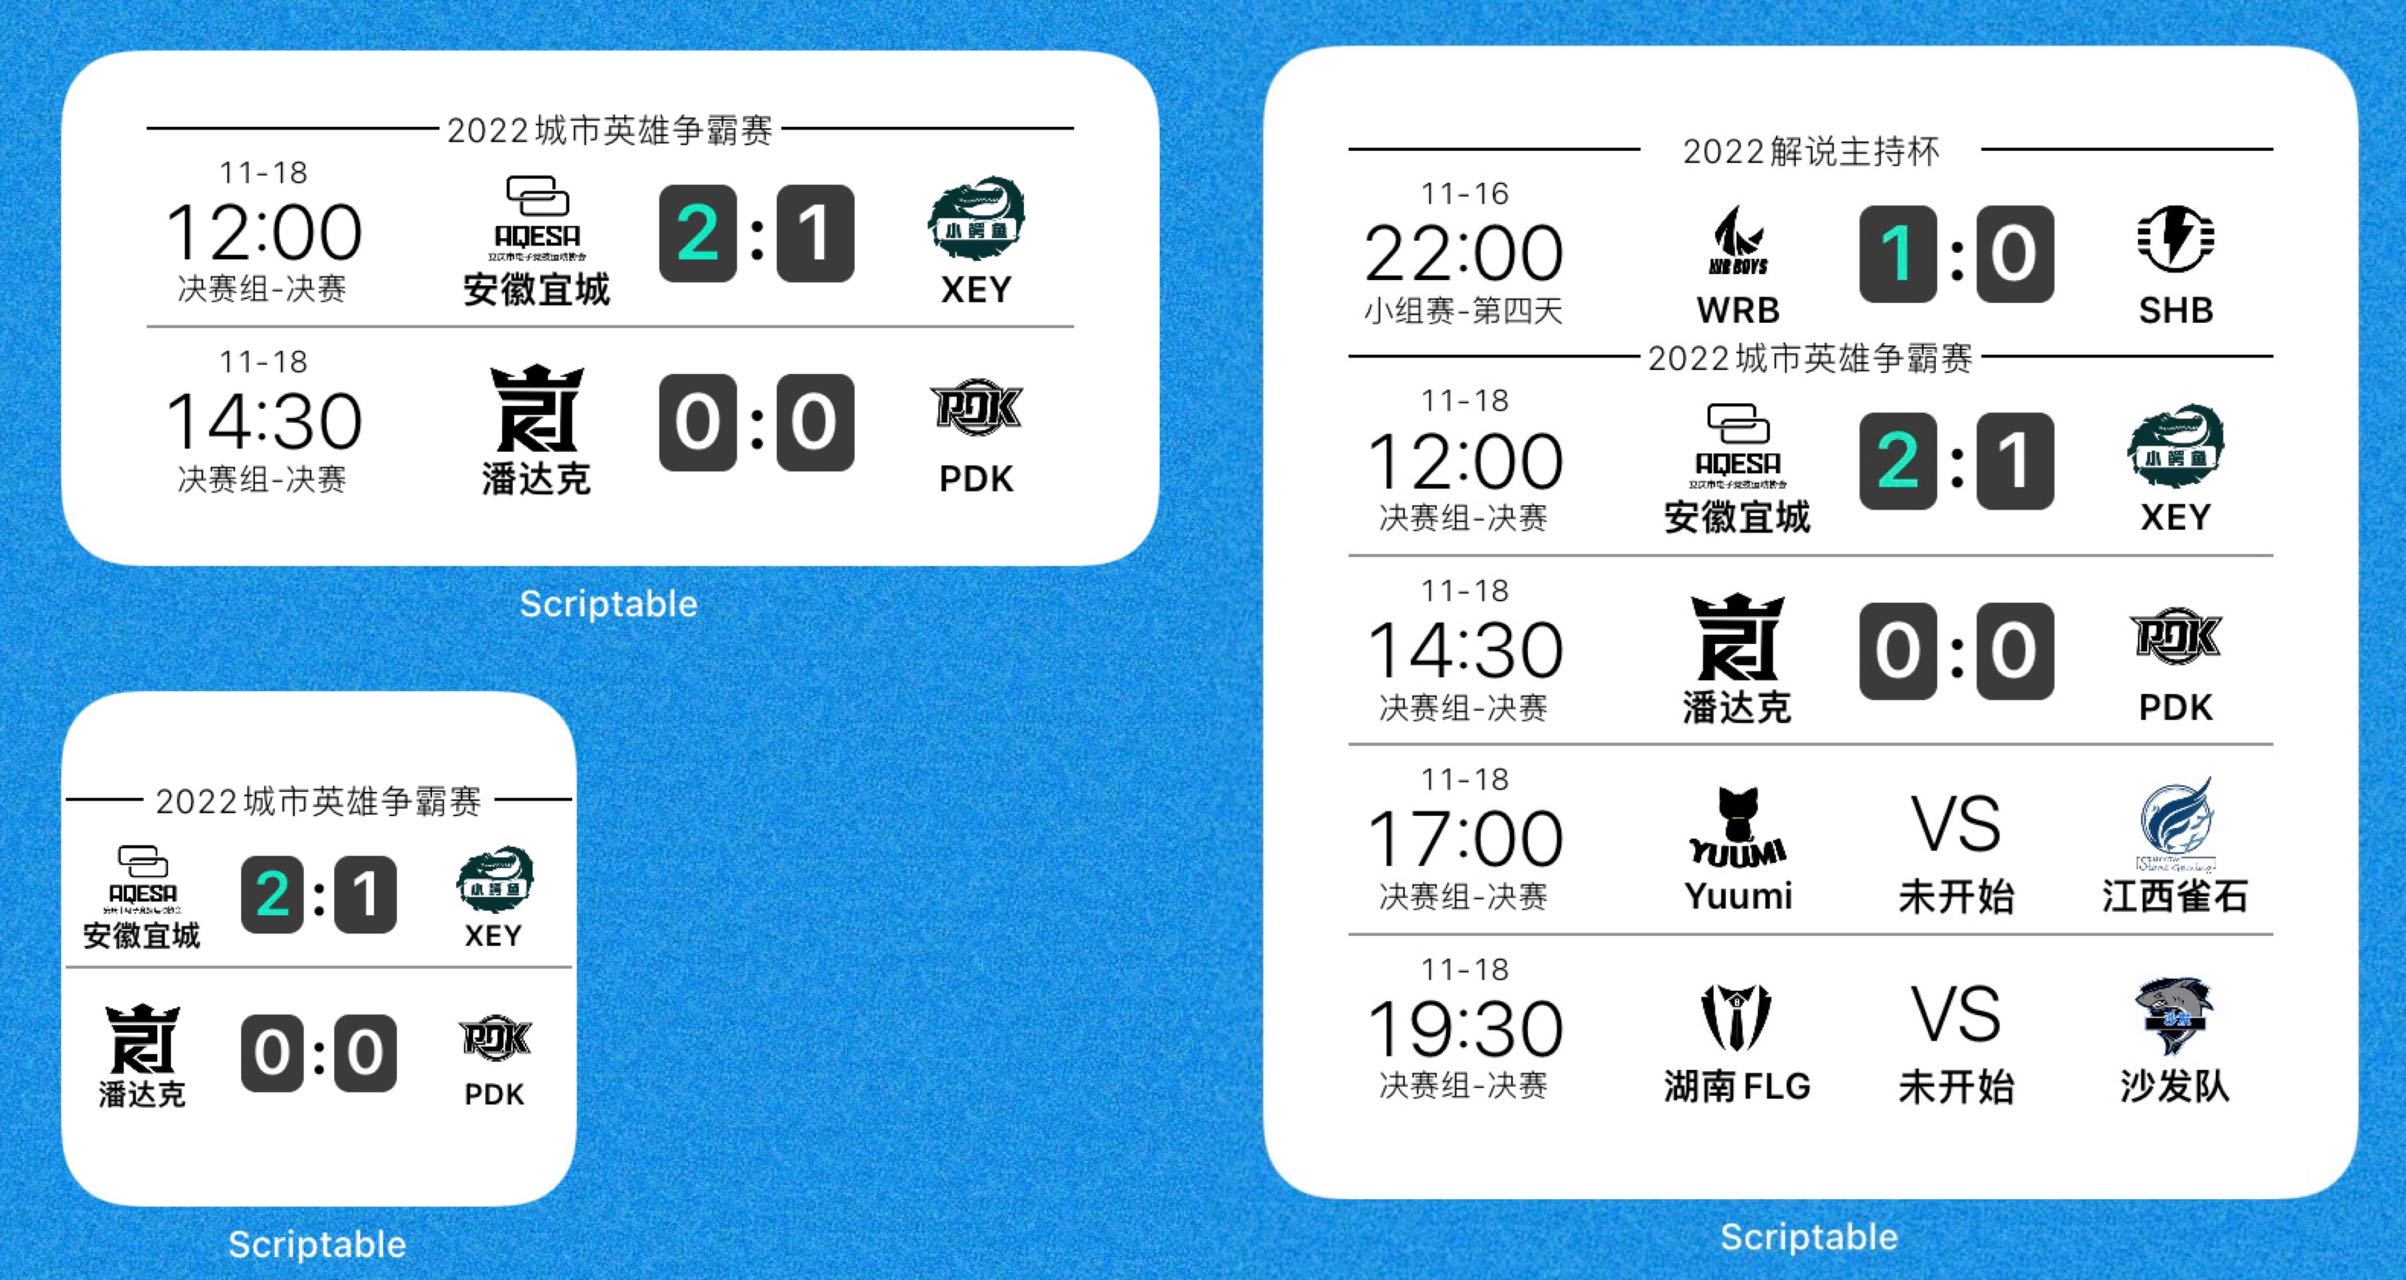 2022城市英雄争霸赛
11-18
12:00
决赛组-决赛
AQESA
安徽宜城
2:1
小鳄鱼
XEY
11-18
14:30
决赛组-决赛
潘达克
0:0
PDK
PDK
Scriptable
2022城市英雄争霸赛
AQESA
安徽宜城
2:1
小鳄鱼
XEY
潘达克
0:0
PDK
PDK
Scriptable
2022解说主持杯
11-16
22:00
小组赛-第四天
WRB BOYS
WRB
1:0
SHB
2022城市英雄争霸赛
11-18
12:00
决赛组-决赛
AQESA
安徽宜城
2:1
小鳄鱼
XEY
11-18
14:30
决赛组-决赛
潘达克
0:0
PDK
PDK
11-18
17:00
决赛组-决赛
YUUMI
Yuumi
VS
未开始
江西雀石
11-18
19:30
决赛组-决赛
湖南FLG
VS
未开始
沙发队
Scriptable